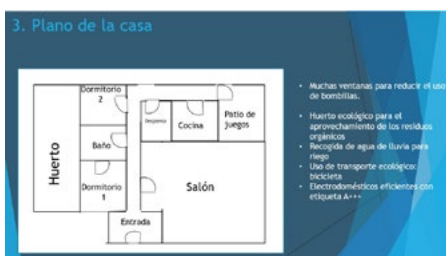 3. Plano de la casa
Dormitorio
2
Despensa
Cocina
Patio de
juegos
Huerto
Baño
Dormitorio
1
Salón
Entrada
• Muchas ventanas para reducir el uso
de bombillas.
• Huerto ecológico para el
aprovechamiento de los residuos
orgánicos
• Recogida de agua de lluvia para
riego
• Uso de transporte ecológico:
bicicleta
• Electrodomésticos eficientes con
etiqueta A+++